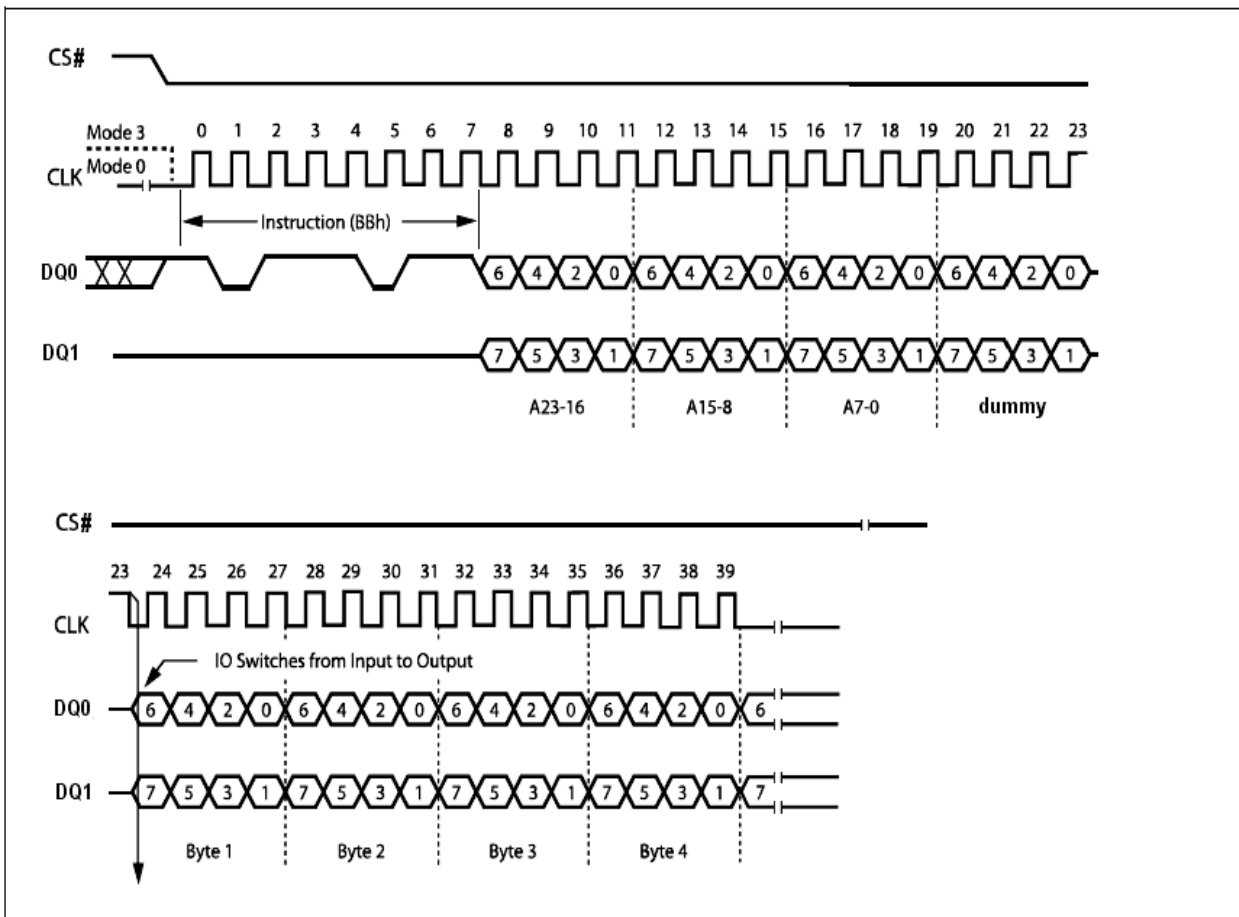 CS#
Mode 3
0 1 2 3 4 5 6 7 8 9 10 11 12 13 14 15 16 17 18 19 20 21 22 23
Mode 0
CLK
Instruction (BBh)
DQ0 6 4 2 0 6 4 2 0 6 4 2 0 6 4 2 0
DQ1 7 5 3 1 7 5 3 1 7 5 3 1 7 5 3 1
A23-16 A15-8 A7-0 dummy
CS#
23 24 25 26 27 28 29 30 31 32 33 34 35 36 37 38 39
CLK
IO Switches from Input to Output
DQ0 6 4 2 0 6 4 2 0 6 4 2 0 6 4 2 0 6
DQ1 7 5 3 1 7 5 3 1 7 5 3 1 7 5 3 1 7
Byte 1 Byte 2 Byte 3 Byte 4